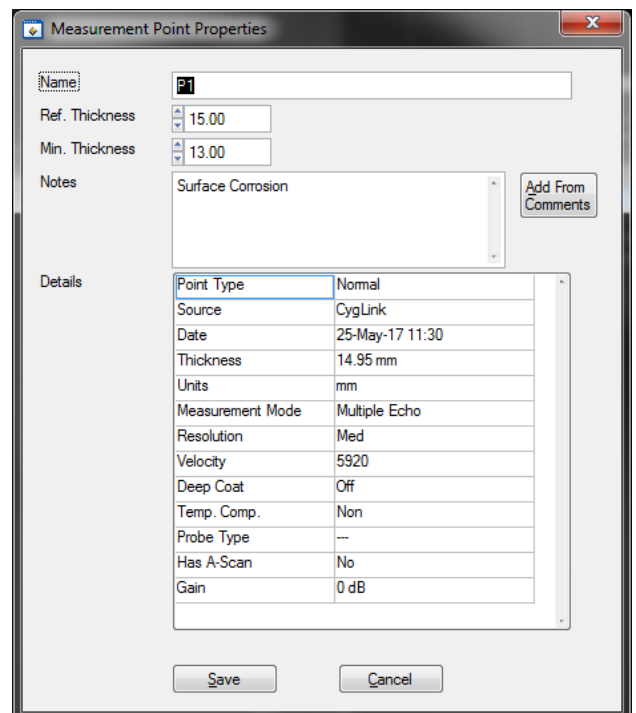 Measurement Point Properties
Name P1
Ref. Thickness 15.00
Min. Thickness 13.00
Notes Surface Corrosion Add From
Comments
Details Point Type Normal
Source CygLink
Date 25-May-17 11:30
Thickness 14.95 mm
Units mm
Measurement Mode Multiple Echo
Resolution Med
Velocity 5920
Deep Coat Off
Temp. Comp. Non
Probe Type ---
Has A-Scan No
Gain 0 dB
Save Cancel